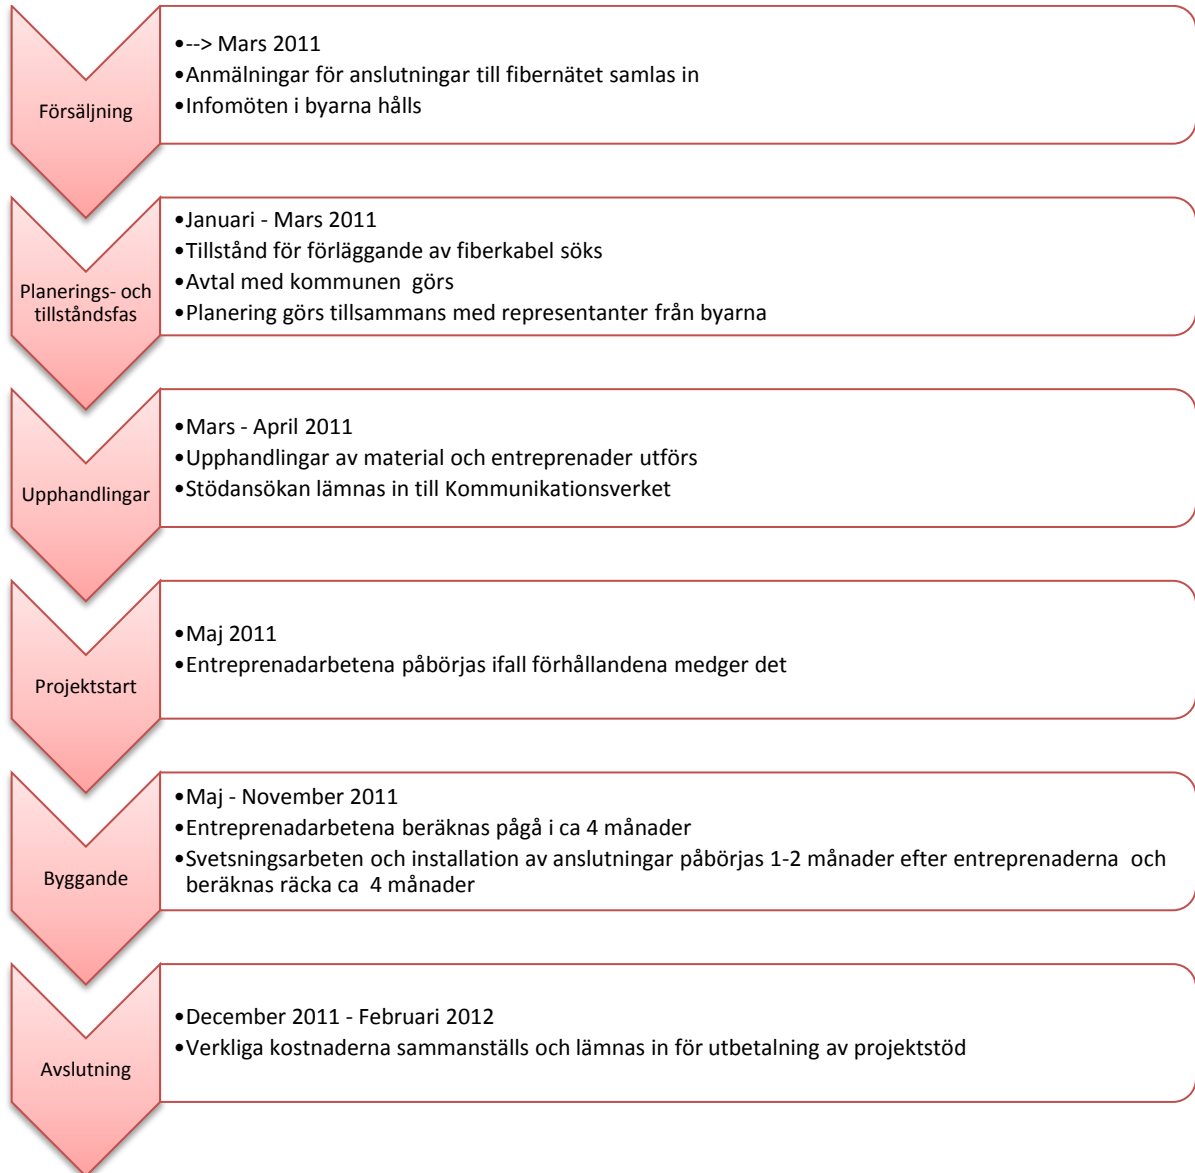 Försäljning
•--> Mars 2011
•Anmälningar för anslutningar till fibernätet samlas in
•Infomöten i byarna hålls
Planerings- och
tillståndsfas
•Januari - Mars 2011
•Tillstånd för förläggande av fiberkabel söks
•Avtal med kommunen görs
•Planering görs tillsammans med representanter från byarna
Upphandlingar
•Mars - April 2011
•Upphandlingar av material och entreprenader utförs
•Stödansökan lämnas in till Kommunikationsverket
Projektstart
•Maj 2011
•Entreprenadarbetena påbörjas ifall förhållandena medger det
Byggande
•Maj - November 2011
•Entreprenadarbetena beräknas pågå i ca 4 månader
•Svetsningsarbeten och installation av anslutningar påbörjas 1-2 månader efter entreprenaderna och
beräknas räcka ca 4 månader
Avslutning
•December 2011 - Februari 2012
•Verkliga kostnaderna sammanställs och lämnas in för utbetalning av projektstöd